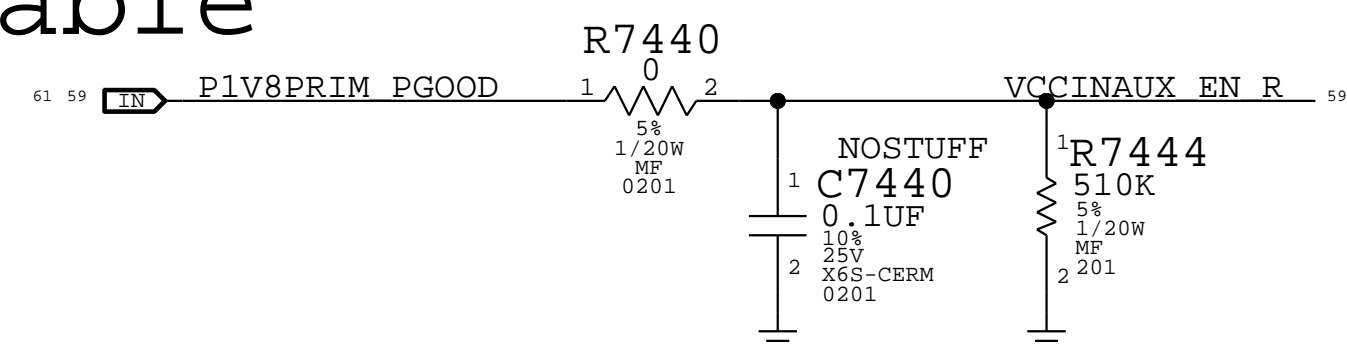 able
R7440
0
61 59 IN P1V8PRIM_PGOOD 1 2 VCCINAUX_EN_R 59
5%
1/20W
MF
0201
NOSTUFF
1 C7440
0.1UF
10%
25V
2 X6S-CERM
0201
1 R7444
510K
5%
1/20W
MF
2 201